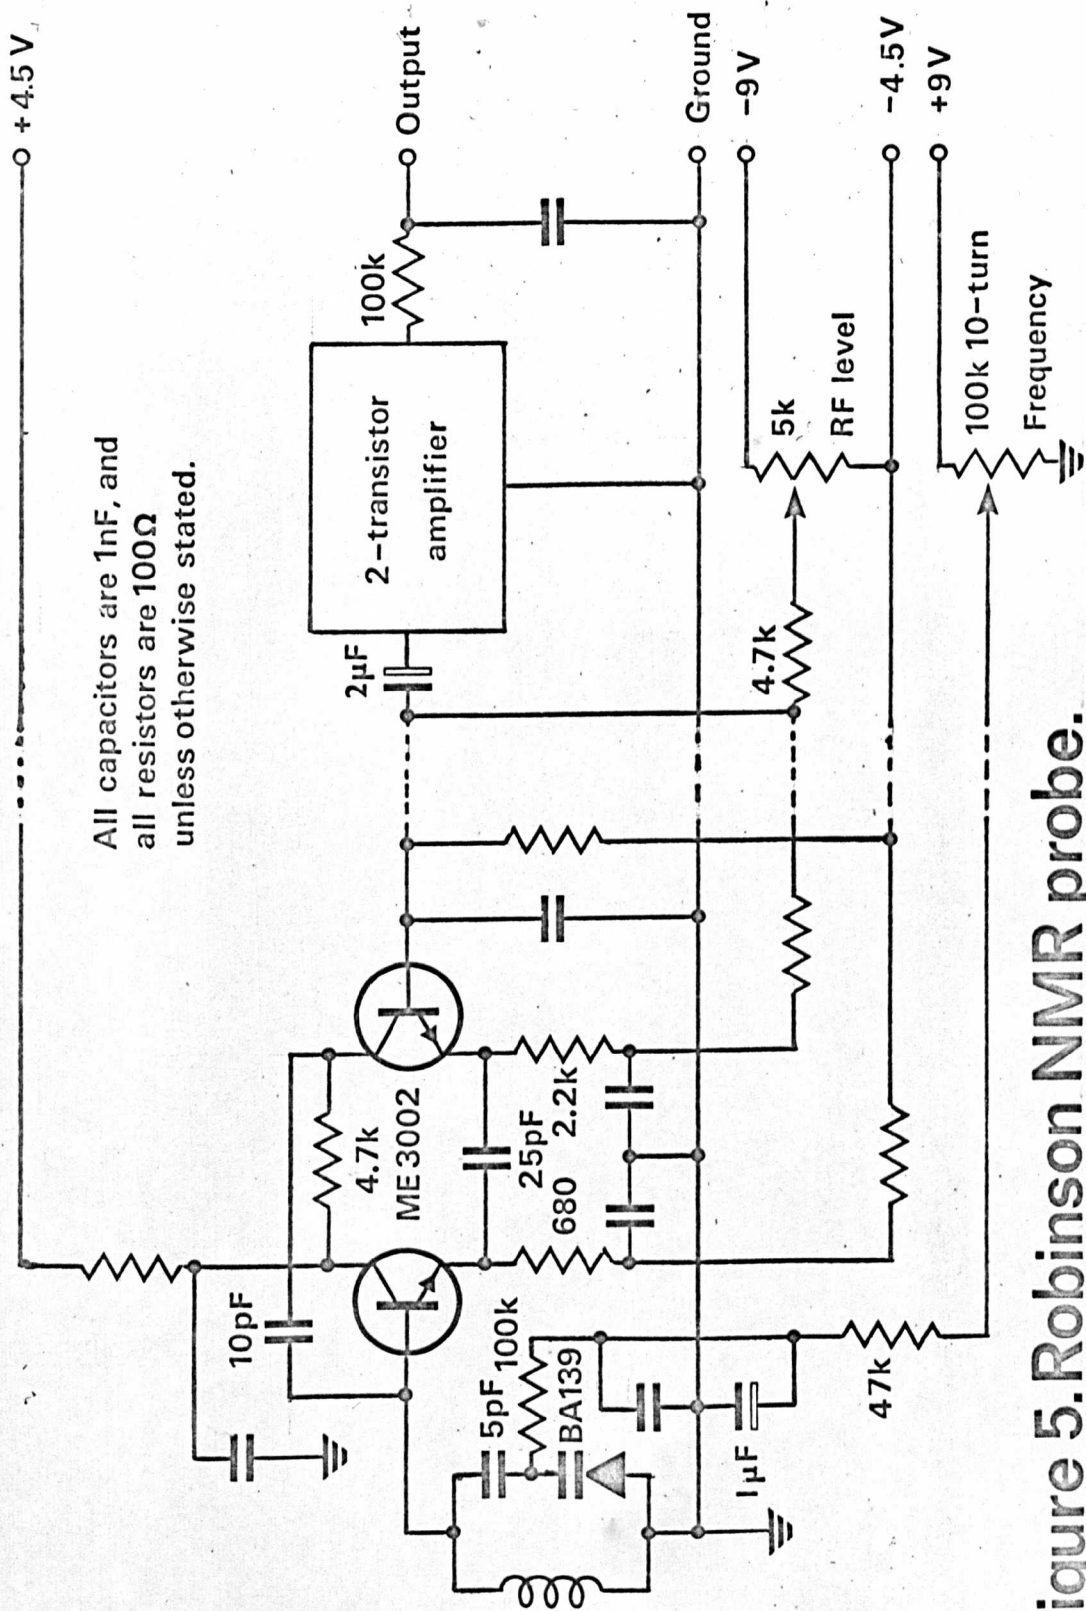 +4.5V
All capacitors are 1nF, and
all resistors are 100Ω
unless otherwise stated.
10pF
4.7k
ME3002
2μF
2-transistor
amplifier
100k
Output
25pF
680
2.2k
5pF
100k
BA139
1μF
47k
4.7k
5k
RF level
100k 10-turn
Frequency
Ground
-9V
-4.5V
+9V
igure 5. Robinson NMR probe.